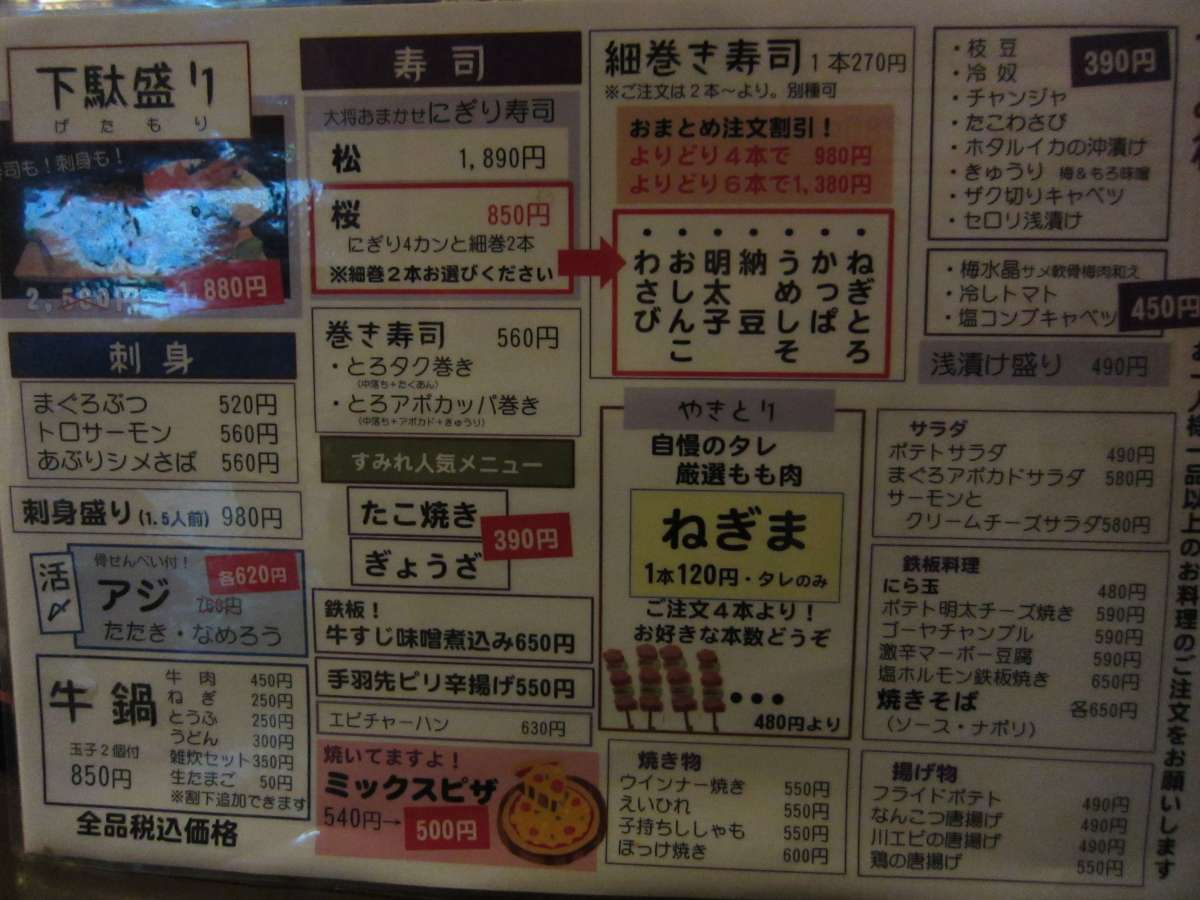 下駄盛り
げたもり
寿司も！刺身も！
1,880円
刺身
まぐろぶつ 520円
トロサーモン 560円
あぶりシメさば 560円
刺身盛り(1.5人前) 980円
活〆
骨せんべい付！
アジ
各620円
760円
たたき・なめろう
牛鍋
玉子2個付
850円
牛肉 450円
ねぎ 250円
とうふ 250円
うどん 300円
雑炊セット 350円
生たまご 50円
※割下追加できます
全品税込価格
寿司
大将おまかせにぎり寿司
松 1,890円
桜 850円
にぎり4カンと細巻2本
※細巻2本お選びください
巻き寿司 560円
・とろタク巻き
(中落ち＋たくあん)
・とろアボカッパ巻き
(中落ち＋アボカド＋きゅうり)
すみれ人気メニュー
たこ焼き
ぎょうざ
390円
鉄板！
牛すじ味噌煮込み650円
手羽先ピリ辛揚げ550円
エビチャーハン 630円
焼いてますよ！
ミックスピザ
540円→500円
細巻き寿司 1本270円
※ご注文は2本〜より。別種可
おまとめ注文割引！
よりどり4本で 980円
よりどり6本で1,380円
・ねぎとろ
・かっぱ
・うめしそ
・納豆
・明太子
・おしんこ
・わさび
やきとり
自慢のタレ
厳選もも肉
ねぎま
1本120円・タレのみ
ご注文4本より！
お好きな本数どうぞ
480円より
焼き物
ウインナー焼き 550円
えいひれ 550円
子持ちししゃも 550円
ほっけ焼き 600円
・枝豆
・冷奴
・チャンジャ
・たこわさび
・ホタルイカの沖漬け
・きゅうり 梅＆もろ味噌
・ザク切りキャベツ
・セロリ浅漬け
390円
・梅水晶サメ軟骨梅肉和え
・冷しトマト
・塩コンブキャベツ
450円
浅漬け盛り 490円
サラダ
ポテトサラダ 490円
まぐろアボカドサラダ 580円
サーモンと
クリームチーズサラダ580円
鉄板料理
にら玉 480円
ポテト明太チーズ焼き 590円
ゴーヤチャンプル 590円
激辛マーボー豆腐 590円
塩ホルモン鉄板焼き 650円
焼きそば 各650円
(ソース・ナポリ)
揚げ物
フライドポテト 490円
なんこつ唐揚げ 490円
川エビの唐揚げ 490円
鶏の唐揚げ 550円
様一品以上のお料理のご注文をお願いします